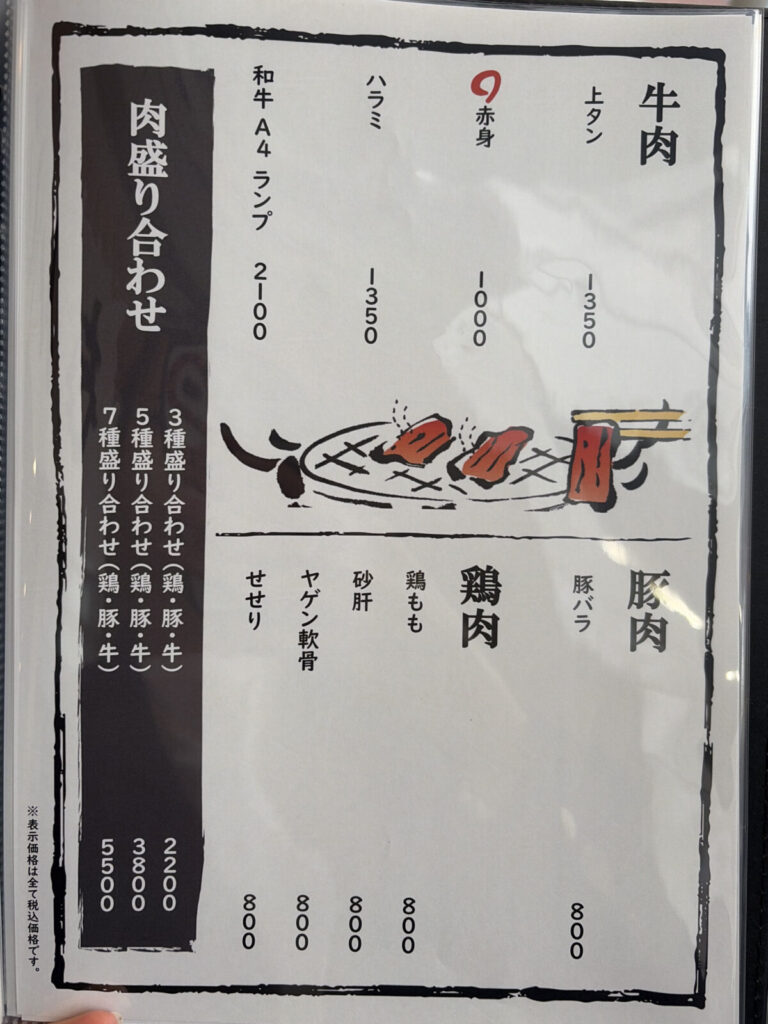 牛肉
上タン 1350
の赤身 1000
ハラミ 1350
和牛 A4 ランプ 2100
豚肉
豚バラ 800
鶏肉
鶏もも 800
砂肝 800
ヤゲン軟骨 800
せせり 800
肉盛り合わせ
3種盛り合わせ(鶏・豚・牛) 2200
5種盛り合わせ(鶏・豚・牛) 3800
7種盛り合わせ(鶏・豚・牛) 5500
※表示価格は全て税込価格です。